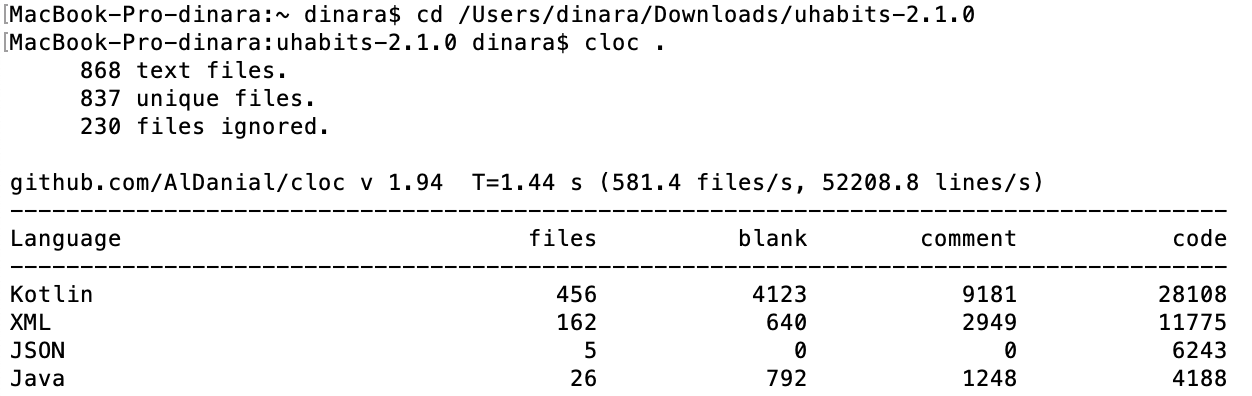 [MacBook-Pro-dinara:~ dinara$ cd /Users/dinara/Downloads/uhabits-2.1.0
[MacBook-Pro-dinara:uhabits-2.1.0 dinara$ cloc .
868 text files.
837 unique files.
230 files ignored.
github.com/AlDanial/cloc v 1.94  T=1.44 s (581.4 files/s, 52208.8 lines/s)
-------------------------------------------------------------------------------
Language files blank comment code
-------------------------------------------------------------------------------
Kotlin 456 4123 9181 28108
XML 162 640 2949 11775
JSON 5 0 0 6243
Java 26 792 1248 4188